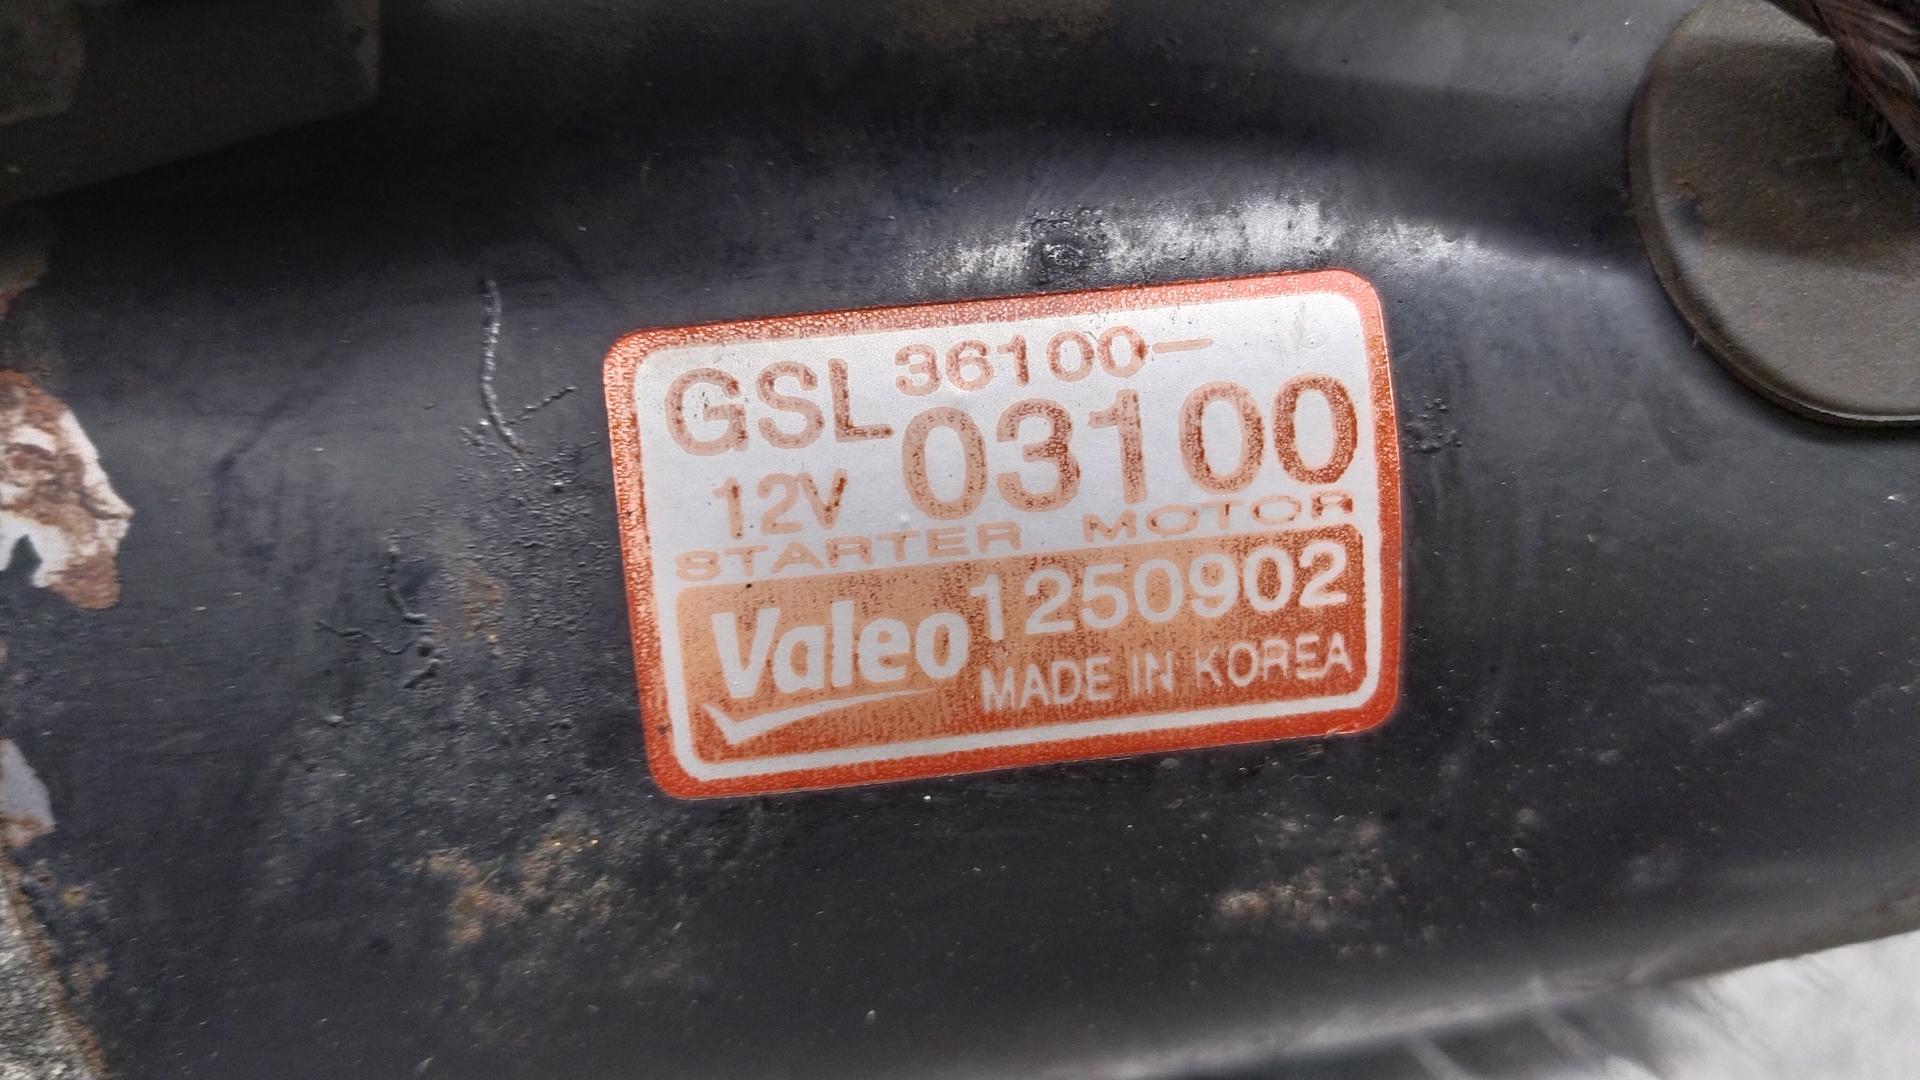 GSL 36100-
03100
12V
STARTER MOTOR
Valeo 1250902
MADE IN KOREA